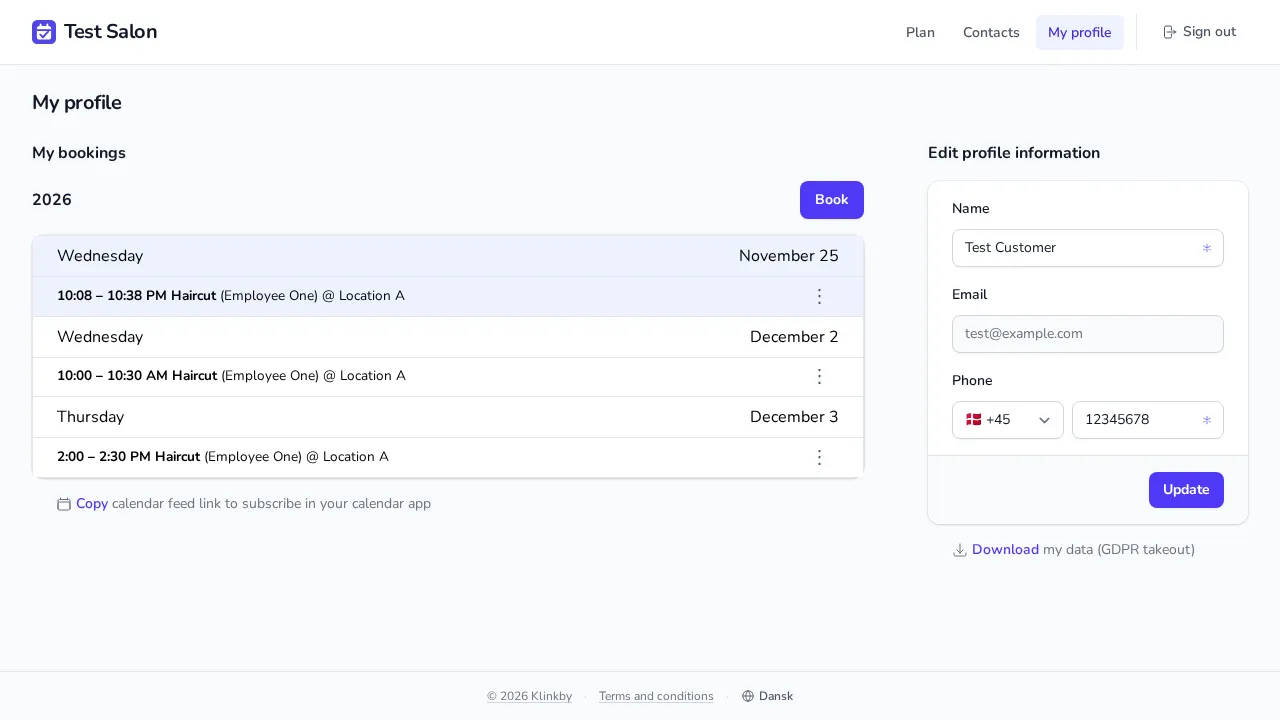 Test Salon
Plan
Contacts
My profile
Sign out
My profile
My bookings
2026
Book
Wednesday November 25
10:08 – 10:38 PM Haircut (Employee One) @ Location A
Wednesday December 2
10:00 – 10:30 AM Haircut (Employee One) @ Location A
Thursday December 3
2:00 – 2:30 PM Haircut (Employee One) @ Location A
Copy calendar feed link to subscribe in your calendar app
Edit profile information
Name
Test Customer *
Email
test@example.com
Phone
+45
12345678 *
Update
Download my data (GDPR takeout)
© 2026 Klinkby · Terms and conditions · Dansk